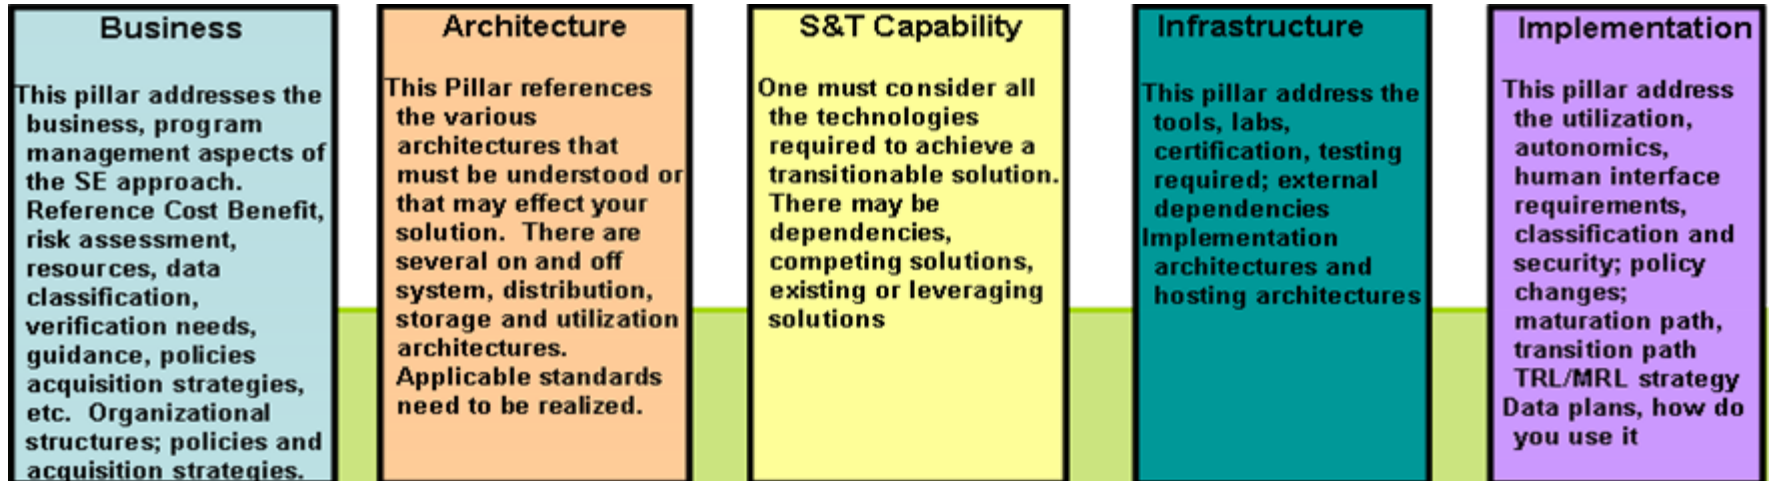 Business
This pillar addresses the
business, program
management aspects of
the SE approach.
Reference Cost Benefit,
risk assessment,
resources, data
classification,
verification needs,
guidance, policies
acquisition strategies,
etc. Organizational
structures; policies and
acquisition strategies.
Architecture
This Pillar references
the various
architectures that
must be understood or
that may effect your
solution. There are
several on and off
system, distribution,
storage and utilization
architectures.
Applicable standards
need to be realized.
S&T Capability
One must consider all
the technologies
required to achieve a
transitionable solution.
There may be
dependencies,
competing solutions,
existing or leveraging
solutions
Infrastructure
This pillar address the
tools, labs,
certification, testing
required; external
dependencies
Implementation
architectures and
hosting architectures
Implementation
This pillar address
the utilization,
autonomics,
human interface
requirements,
classification and
security; policy
changes;
maturation path,
transition path
TRL/MRL strategy
Data plans, how do
you use it